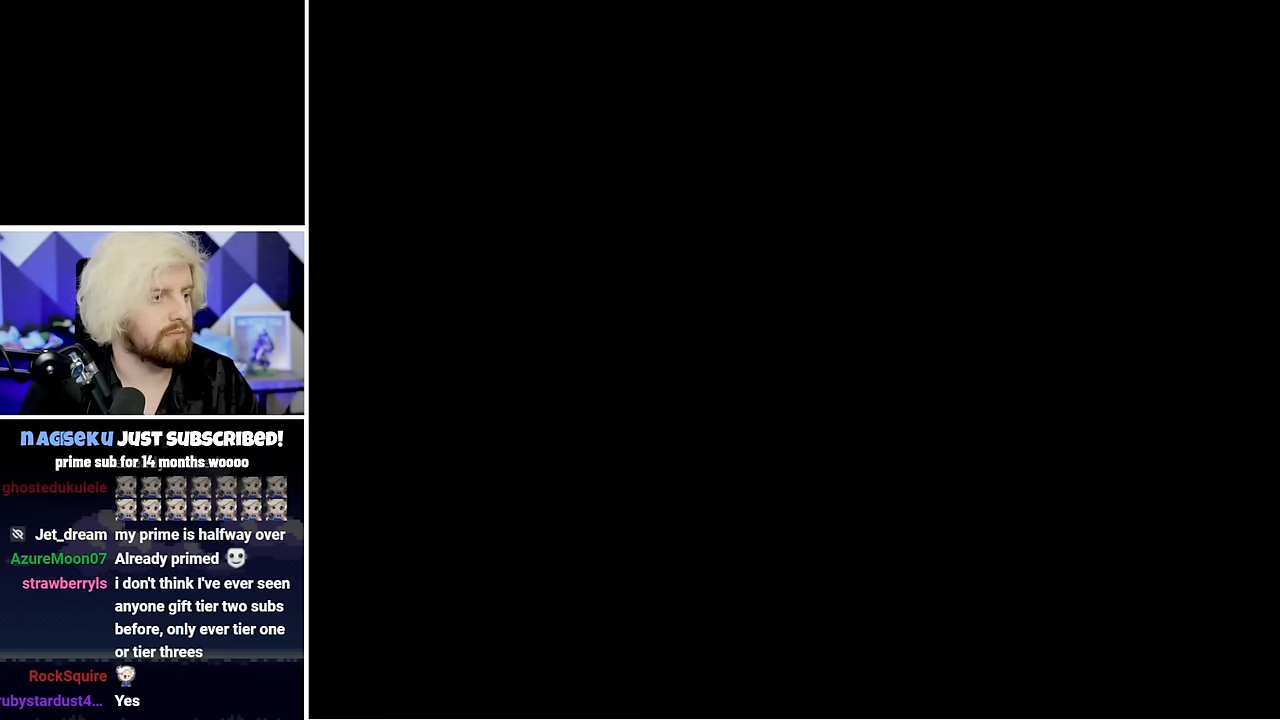 nAGiSeKu JUST SUBSCRIBED!
prime sub for 14 months woooo
ghostedukulele
Jet_dream my prime is halfway over
AzureMoon07 Already primed
strawberryls i don't think I've ever seen
anyone gift tier two subs
before, only ever tier one
or tier threes
RockSquire
rubystardust4... Yes